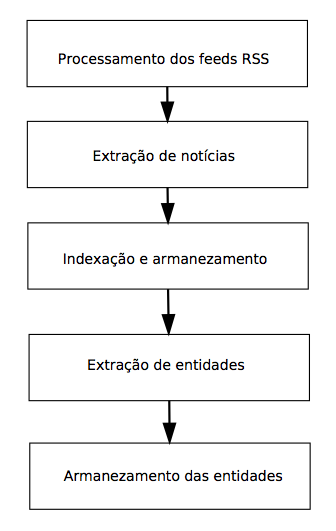 Processamento dos feeds RSS
Extração de notícias
Indexação e armanezamento
Extração de entidades
Armanezamento das entidades